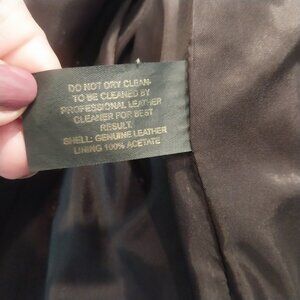 DO NOT DRY CLEAN-
TO BE CLEANED BY
PROFESSIONAL LEATHER
CLEANER FOR BEST
RESULT.
SHELL: GENUINE LEATHER
LINING 100% ACETATE